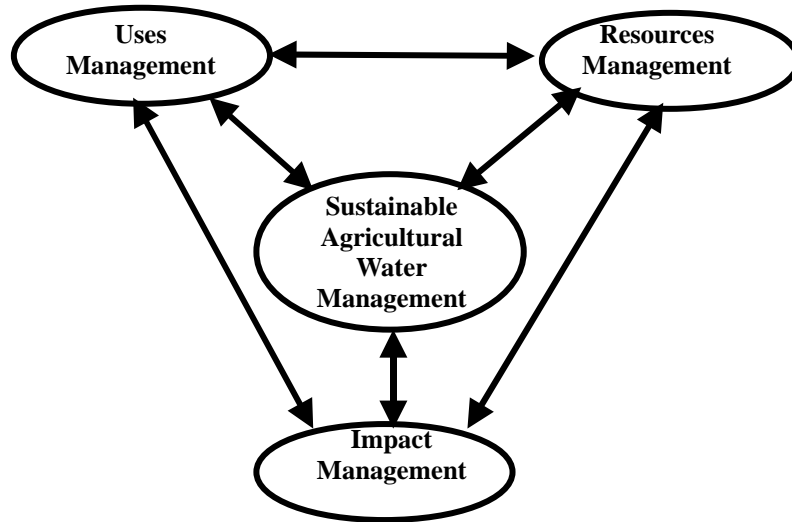 Uses
Management
Resources
Management
Sustainable
Agricultural
Water
Management
Impact
Management